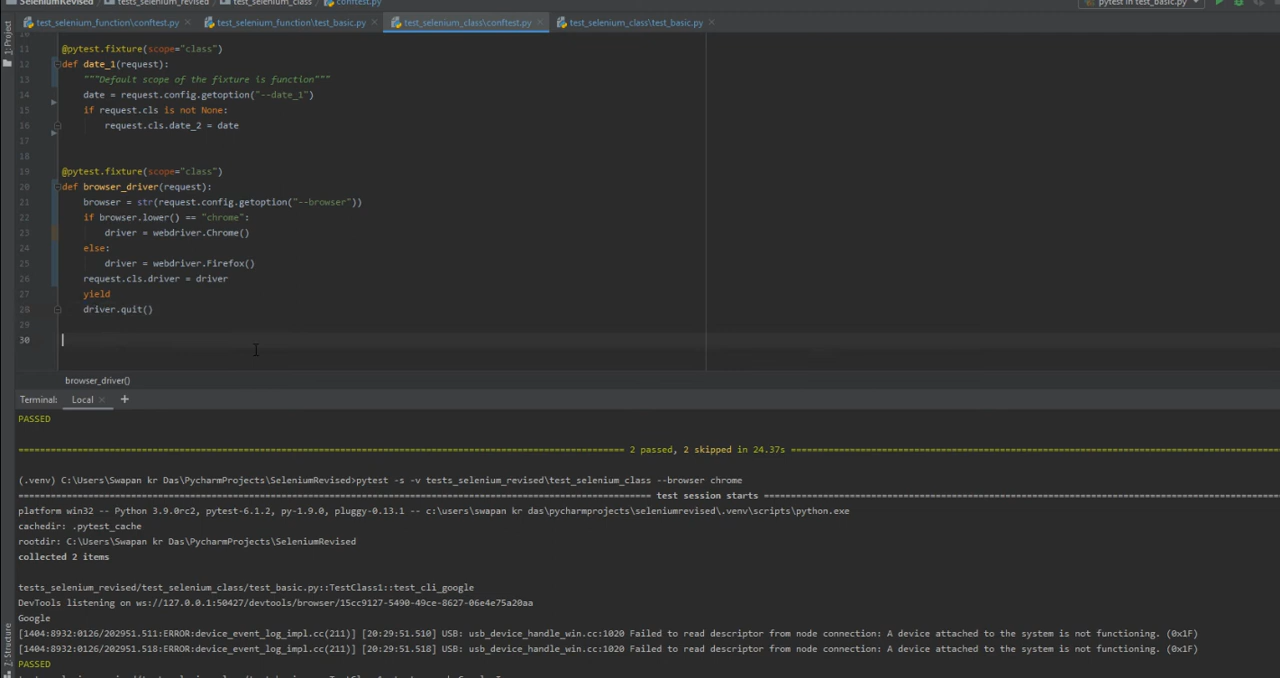 SeleniumRevised tests_selenium_revised test_selenium_class conftest.py pytest in test_basic.py
test_selenium_function\conftest.py test_selenium_function\test_basic.py test_selenium_class\conftest.py test_selenium_class\test_basic.py
1: Project
10
11 @pytest.fixture(scope="class")
12 def date_1(request):
13 """Default scope of the fixture is function"""
14 date = request.config.getoption("--date_1")
15 if request.cls is not None:
16 request.cls.date_2 = date
17
18
19 @pytest.fixture(scope="class")
20 def browser_driver(request):
21 browser = str(request.config.getoption("--browser"))
22 if browser.lower() == "chrome":
23 driver = webdriver.Chrome()
24 else:
25 driver = webdriver.Firefox()
26 request.cls.driver = driver
27 yield
28 driver.quit()
29
30
browser_driver()
Terminal: Local +
PASSED
2 passed, 2 skipped in 24.37s
(.venv) C:\Users\Swapan kr Das\PycharmProjects\SeleniumRevised>pytest -s -v tests_selenium_revised\test_selenium_class --browser chrome
test session starts
platform win32 -- Python 3.9.0rc2, pytest-6.1.2, py-1.9.0, pluggy-0.13.1 -- c:\users\swapan kr das\pycharmprojects\seleniumrevised\.venv\scripts\python.exe
cachedir: .pytest_cache
rootdir: C:\Users\Swapan kr Das\PycharmProjects\SeleniumRevised
collected 2 items
tests_selenium_revised/test_selenium_class/test_basic.py::TestClass1::test_cli_google
DevTools listening on ws://127.0.0.1:50427/devtools/browser/15cc9127-5490-49ce-8627-06e4e75a20aa
Google
[1404:8932:0126/202951.511:ERROR:device_event_log_impl.cc(211)] [20:29:51.510] USB: usb_device_handle_win.cc:1020 Failed to read descriptor from node connection: A device attached to the system is not functioning. (0x1F)
[1404:8932:0126/202951.518:ERROR:device_event_log_impl.cc(211)] [20:29:51.518] USB: usb_device_handle_win.cc:1020 Failed to read descriptor from node connection: A device attached to the system is not functioning. (0x1F)
PASSED
Z: Structure